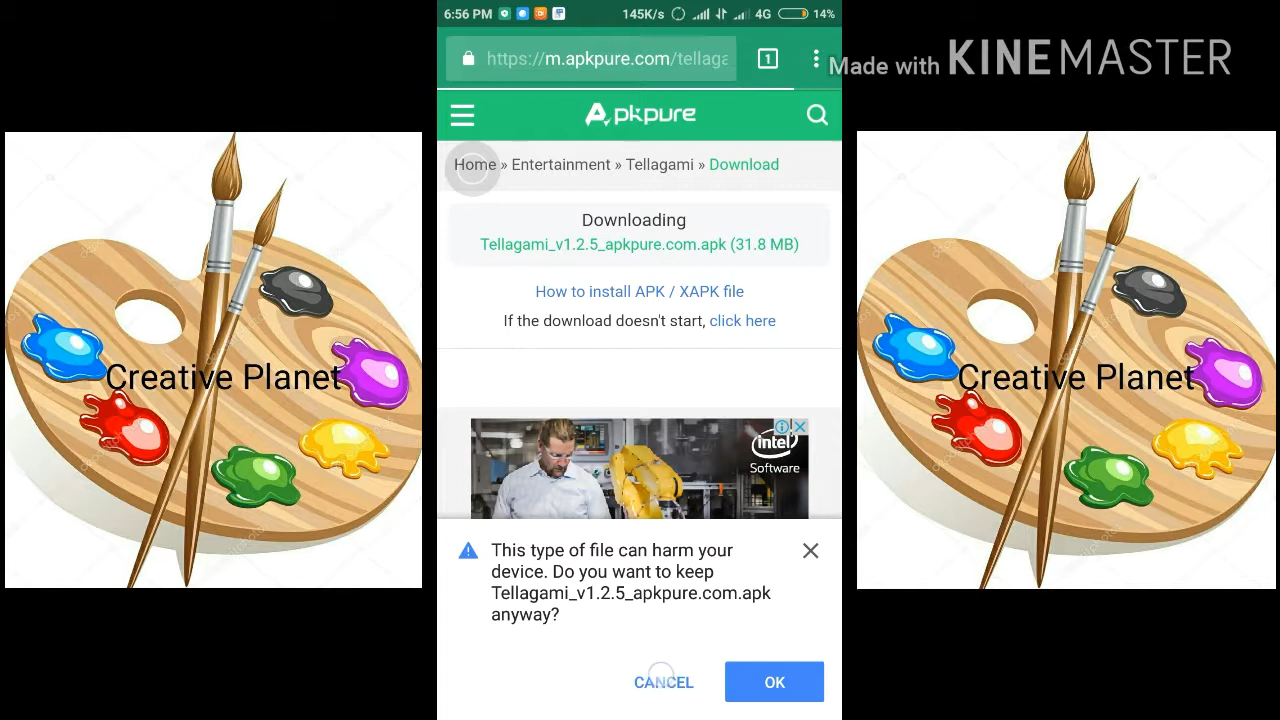 6:56 PM 145K/s 4G 14%
https://m.apkpure.com/tellaga
1
Made with KINEMASTER
Apkpure
Home » Entertainment » Tellagami » Download
Downloading
Tellagami_v1.2.5_apkpure.com.apk (31.8 MB)
How to install APK / XAPK file
If the download doesn't start, click here
Creative Planet
Creative Planet
intel
Software
This type of file can harm your
device. Do you want to keep
Tellagami_v1.2.5_apkpure.com.apk
anyway?
CANCEL OK